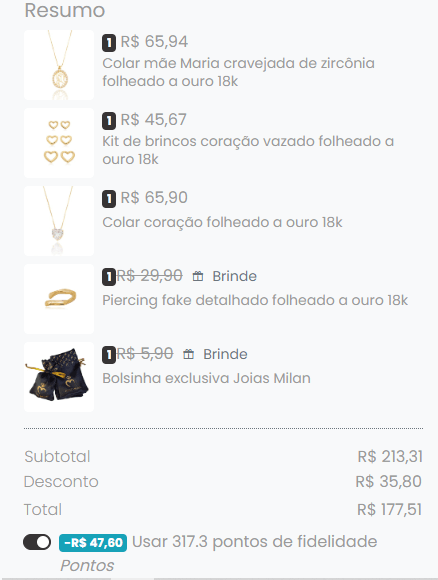 Resumo
1 R$ 65,94
Colar mãe Maria cravejada de zircônia
folheado a ouro 18k
1 R$ 45,67
Kit de brincos coração vazado folheado a
ouro 18k
1 R$ 65,90
Colar coração folheado a ouro 18k
1 R$ 29,90 Brinde
Piercing fake detalhado folheado a ouro 18k
1 R$ 5,90 Brinde
Bolsinha exclusiva Joias Milan
Subtotal R$ 213,31
Desconto R$ 35,80
Total R$ 177,51
-R$ 47,60 Usar 317.3 pontos de fidelidade
Pontos